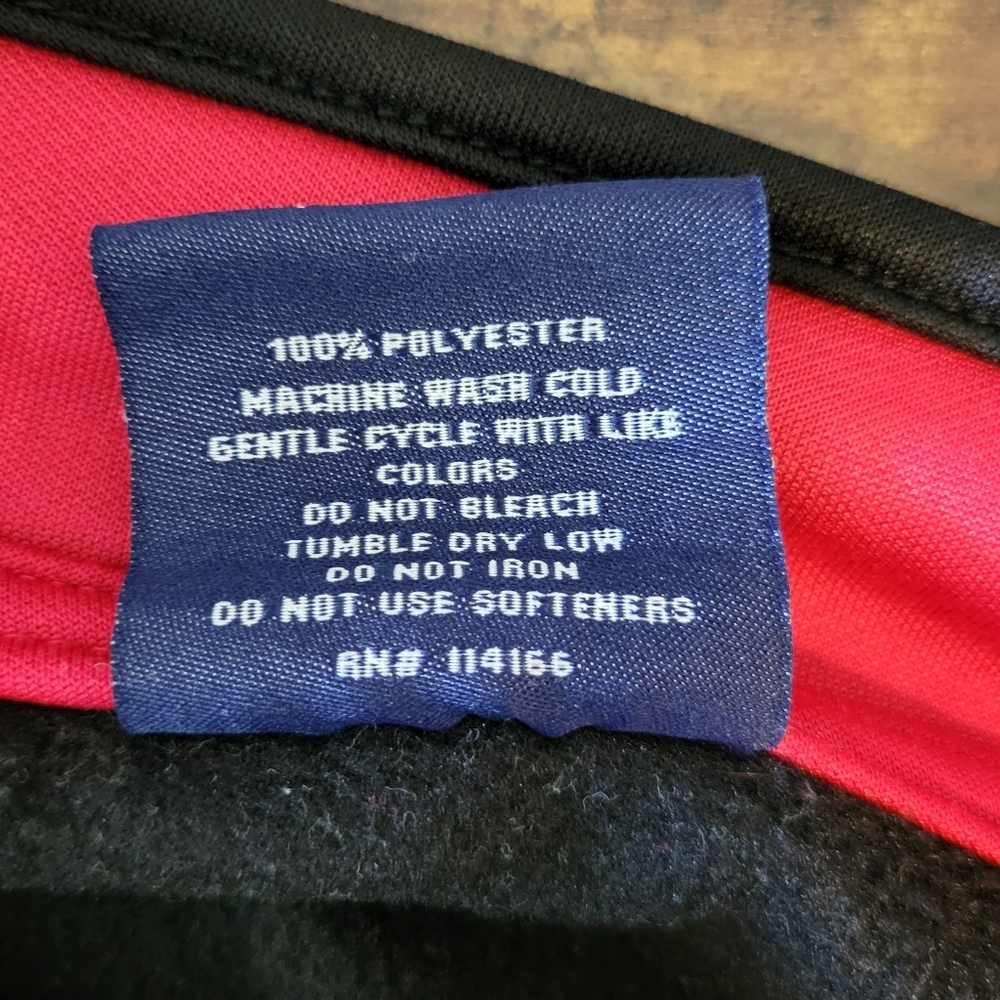 100% POLYESTER
MACHINE WASH COLD
GENTLE CYCLE WITH LIKE
COLORS
DO NOT BLEACH
TUMBLE DRY LOW
DO NOT IRON
DO NOT USE SOFTENERS
RN# 114166